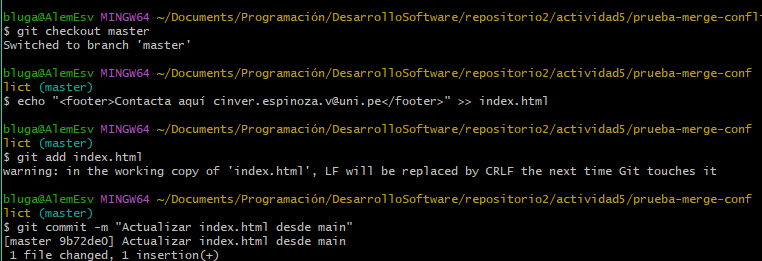 bluga@AlemEsv MINGW64 ~/Documents/Programación/DesarrolloSoftware/repositorio2/actividad5/prueba-merge-confli
$ git checkout master
Switched to branch 'master'
bluga@AlemEsv MINGW64 ~/Documents/Programación/DesarrolloSoftware/repositorio2/actividad5/prueba-merge-conf
lict (master)
$ echo "<footer>Contacta aquí cinver.espinoza.v@uni.pe</footer>" >> index.html
bluga@AlemEsv MINGW64 ~/Documents/Programación/DesarrolloSoftware/repositorio2/actividad5/prueba-merge-conf
lict (master)
$ git add index.html
warning: in the working copy of 'index.html', LF will be replaced by CRLF the next time Git touches it
bluga@AlemEsv MINGW64 ~/Documents/Programación/DesarrolloSoftware/repositorio2/actividad5/prueba-merge-conf
lict (master)
$ git commit -m "Actualizar index.html desde main"
[master 9b72de0] Actualizar index.html desde main
1 file changed, 1 insertion(+)